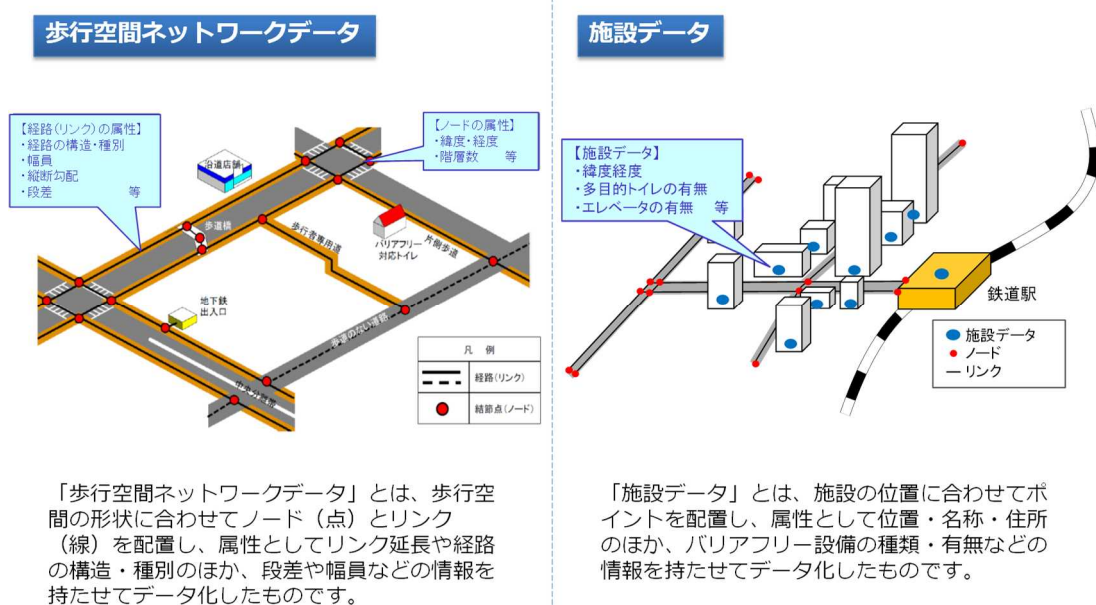 歩行空間ネットワークデータ
【経路(リンク)の属性】
・経路の構造・種別
・幅員
・縦断勾配
・段差　等
【ノードの属性】
・緯度・経度
・階層数　等
沿道店舗
歩道橋
歩行者専用道
バリアフリー
対応トイレ
片側歩道
地下鉄
出入口
歩道のない道路
中央分離帯
凡　例
経路(リンク)
結節点(ノード)
「歩行空間ネットワークデータ」とは、歩行空
間の形状に合わせてノード（点）とリンク
（線）を配置し、属性としてリンク延長や経路
の構造・種別のほか、段差や幅員などの情報を
持たせてデータ化したものです。
施設データ
【施設データ】
・緯度経度
・多目的トイレの有無
・エレベータの有無　等
鉄道駅
施設データ
ノード
リンク
「施設データ」とは、施設の位置に合わせてポ
イントを配置し、属性として位置・名称・住所
のほか、バリアフリー設備の種類・有無などの
情報を持たせてデータ化したものです。